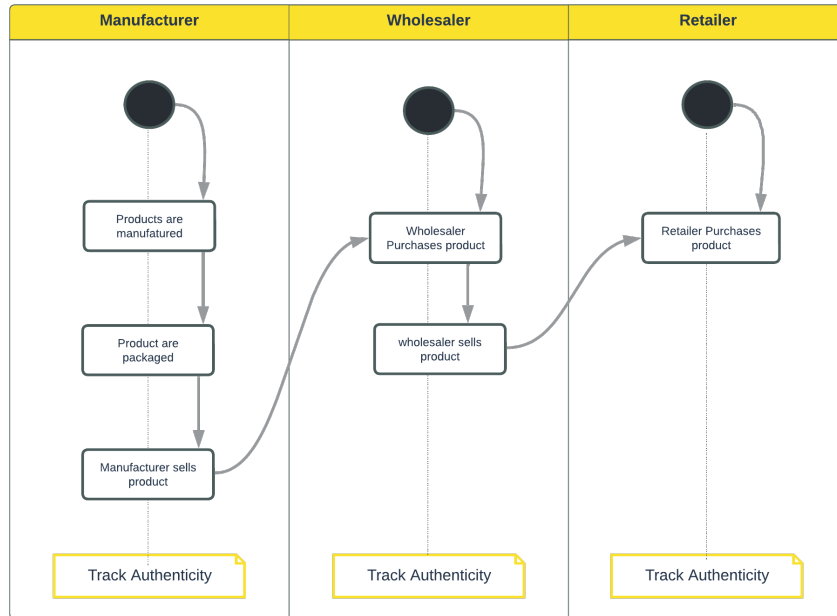 Manufacturer
Wholesaler
Retailer
Products are
manufatured
Product are
packaged
Manufacturer sells
product
Wholesaler
Purchases product
wholesaler sells
product
Retailer Purchases
product
Track Authenticity
Track Authenticity
Track Authenticity